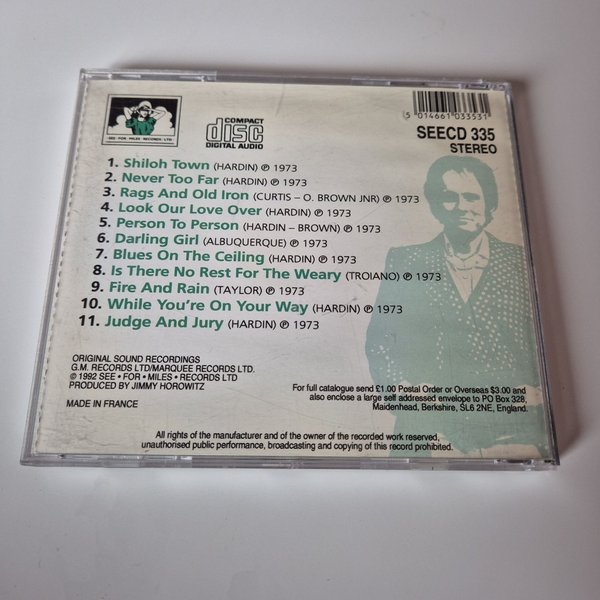 SEE · FOR · MILES · RECORDS · LTD
COMPACT
disc
DIGITAL AUDIO
5 014661 033531
SEECD 335
STEREO
1. Shiloh Town (HARDIN) ℗ 1973
2. Never Too Far (HARDIN) ℗ 1973
3. Rags And Old Iron (CURTIS – O. BROWN JNR) ℗ 1973
4. Look Our Love Over (HARDIN) ℗ 1973
5. Person To Person (HARDIN – BROWN) ℗ 1973
6. Darling Girl (ALBUQUERQUE) ℗ 1973
7. Blues On The Ceiling (HARDIN) ℗ 1973
8. Is There No Rest For The Weary (TROIANO) ℗ 1973
9. Fire And Rain (TAYLOR) ℗ 1973
10. While You're On Your Way (HARDIN) ℗ 1973
11. Judge And Jury (HARDIN) ℗ 1973
ORIGINAL SOUND RECORDINGS
G.M. RECORDS LTD/MARQUEE RECORDS LTD.
© 1992 SEE • FOR • MILES • RECORDS LTD
PRODUCED BY JIMMY HOROWITZ
MADE IN FRANCE
For full catalogue send £1.00 Postal Order or Overseas $3.00 and
also enclose a large self addressed envelope to PO Box 328,
Maidenhead, Berkshire, SL6 2NE, England.
All rights of the manufacturer and of the owner of the recorded work reserved,
unauthorised public performance, broadcasting and copying of this record prohibited.